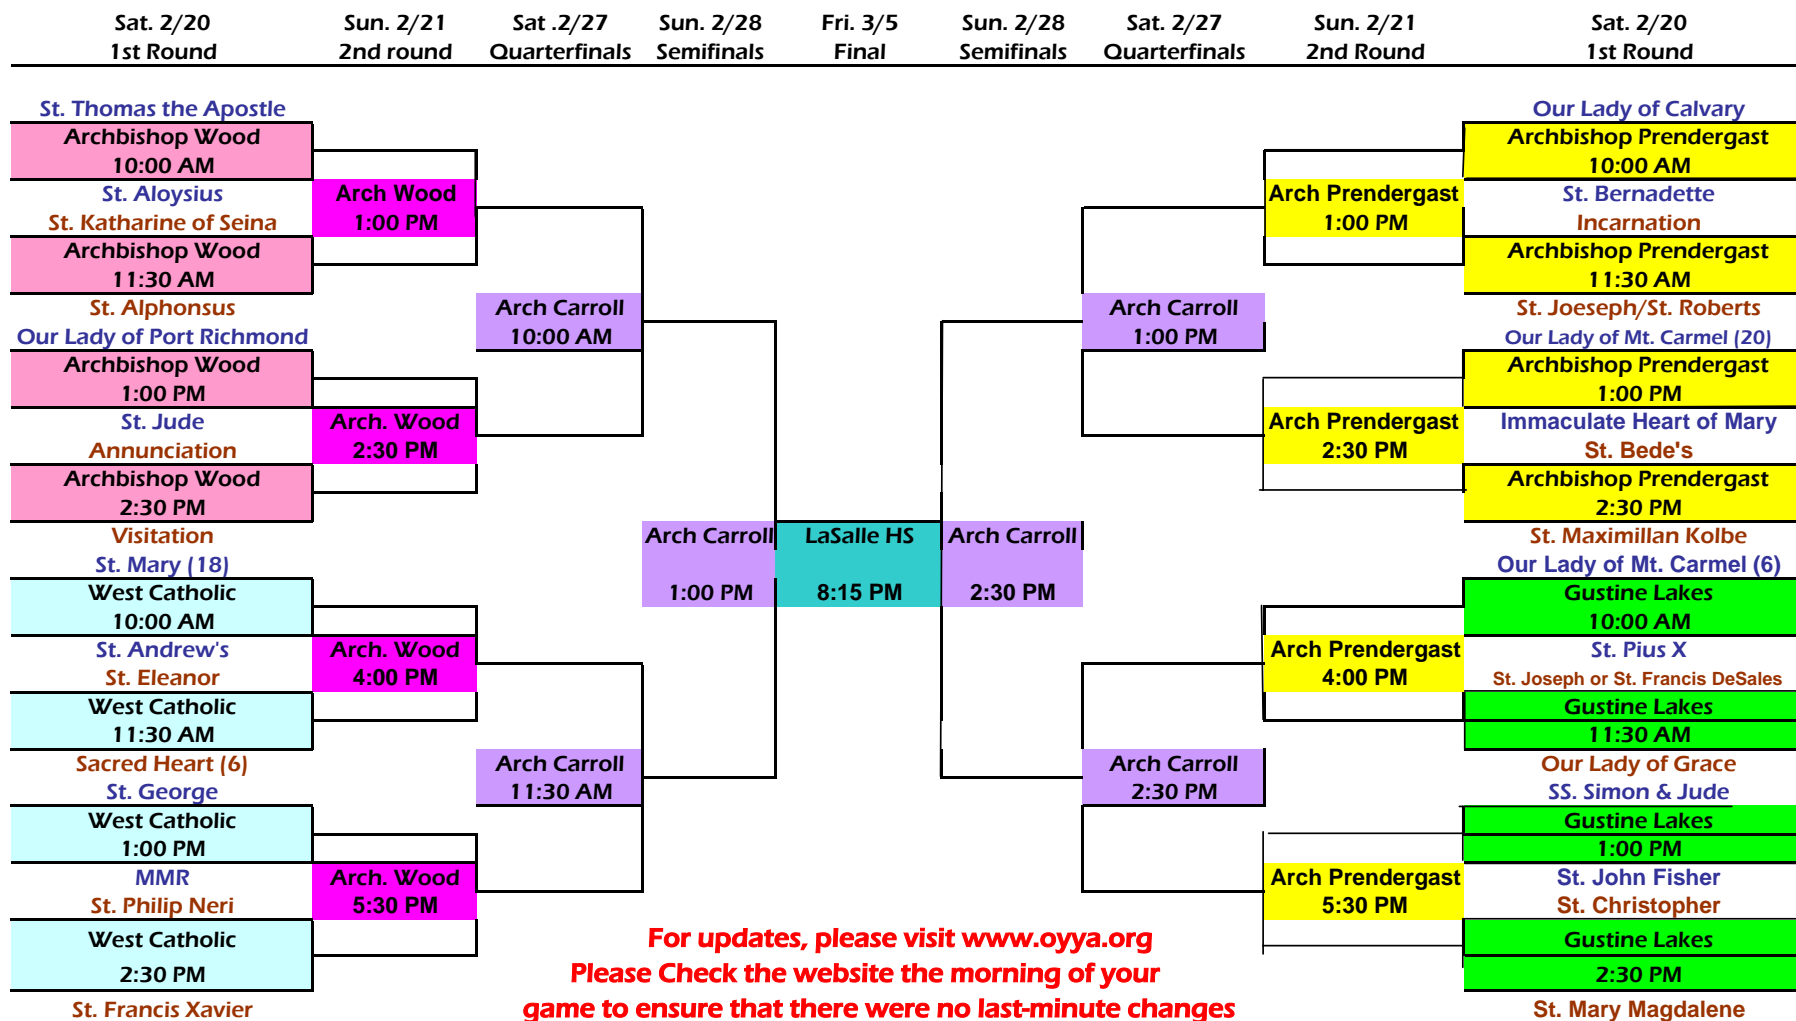 Sat. 2/20 Sun. 2/21 Sat .2/27 Sun. 2/28 Fri. 3/5 Sun. 2/28 Sat. 2/27 Sun. 2/21 Sat. 2/20
1st Round 2nd round Quarterfinals Semifinals Final Semifinals Quarterfinals 2nd Round 1st Round
St. Thomas the Apostle Our Lady of Calvary
Archbishop Wood Archbishop Prendergast
10:00 AM 10:00 AM
St. Aloysius Arch Wood Arch Prendergast St. Bernadette
St. Katharine of Seina 1:00 PM 1:00 PM Incarnation
Archbishop Wood Archbishop Prendergast
11:30 AM 11:30 AM
St. Alphonsus Arch Carroll Arch Carroll St. Joeseph/St. Roberts
Our Lady of Port Richmond 10:00 AM 1:00 PM Our Lady of Mt. Carmel (20)
Archbishop Wood Archbishop Prendergast
1:00 PM 1:00 PM
St. Jude Arch. Wood Arch Prendergast Immaculate Heart of Mary
Annunciation 2:30 PM 2:30 PM St. Bede's
Archbishop Wood Archbishop Prendergast
2:30 PM 2:30 PM
Visitation Arch Carroll LaSalle HS Arch Carroll St. Maximillan Kolbe
St. Mary (18) Our Lady of Mt. Carmel (6)
West Catholic 1:00 PM 8:15 PM 2:30 PM Gustine Lakes
10:00 AM 10:00 AM
St. Andrew's Arch. Wood Arch Prendergast St. Pius X
St. Eleanor 4:00 PM 4:00 PM St. Joseph or St. Francis DeSales
West Catholic Gustine Lakes
11:30 AM 11:30 AM
Sacred Heart (6) Arch Carroll Arch Carroll Our Lady of Grace
St. George 11:30 AM 2:30 PM SS. Simon & Jude
West Catholic Gustine Lakes
1:00 PM 1:00 PM
MMR Arch. Wood Arch Prendergast St. John Fisher
St. Philip Neri 5:30 PM 5:30 PM St. Christopher
West Catholic For updates, please visit www.oyya.org Gustine Lakes
2:30 PM Please Check the website the morning of your 2:30 PM
St. Francis Xavier game to ensure that there were no last-minute changes St. Mary Magdalene